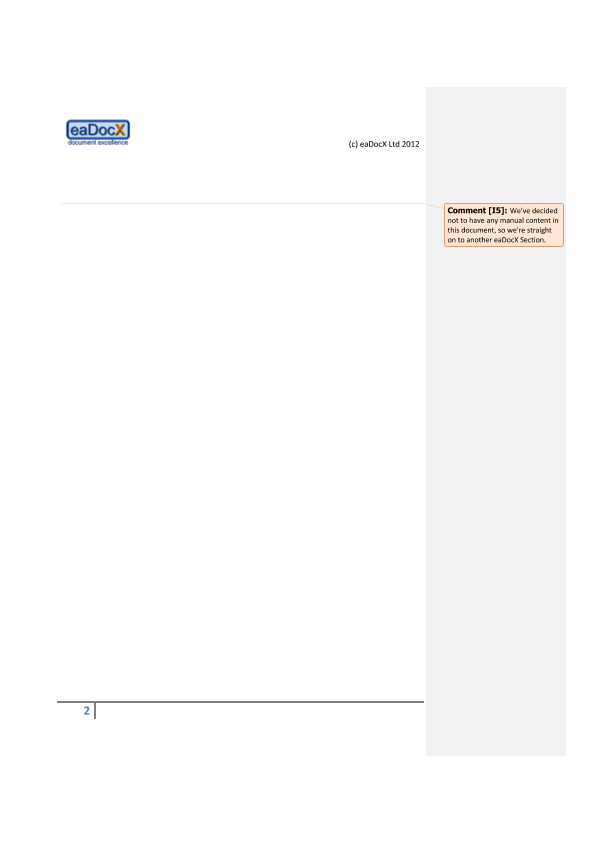 eaDocX
document excellence
(c) eaDocX Ltd 2012
Comment [I5]: We've decided
not to have any manual content in
this document, so we're straight
on to another eaDocX Section.
2